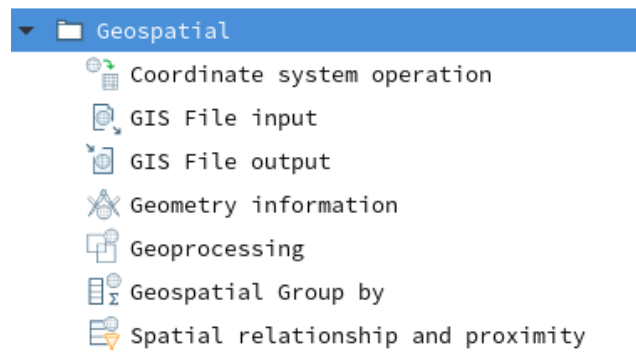 Geospatial
Coordinate system operation
GIS File input
GIS File output
Geometry information
Geoprocessing
Geospatial Group by
Spatial relationship and proximity